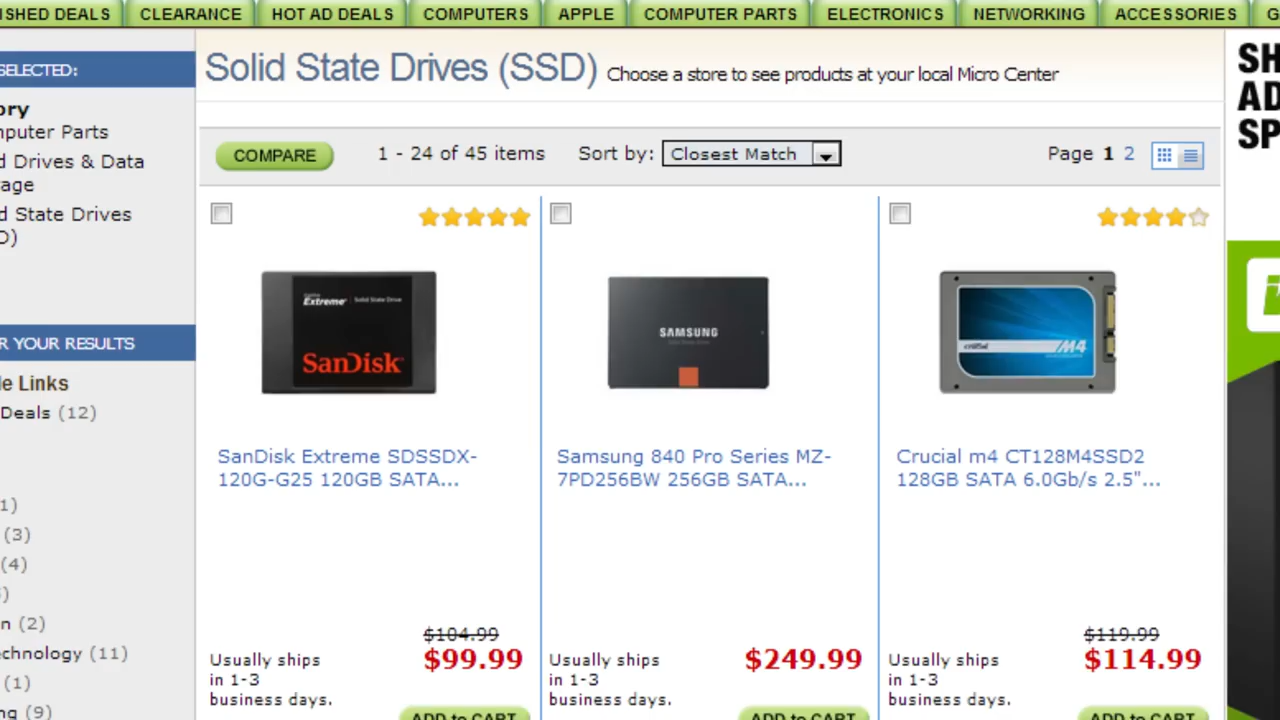 SHED DEALS CLEARANCE HOT AD DEALS COMPUTERS APPLE COMPUTER PARTS ELECTRONICS NETWORKING ACCESSORIES G
SELECTED:
ory
mputer Parts
d Drives & Data
age
d State Drives
D)
R YOUR RESULTS
le Links
Deals (12)
1)
(3)
(4)
)
n (2)
echnology (11)
(1)
ng (9)
Solid State Drives (SSD) Choose a store to see products at your local Micro Center
COMPARE 1 - 24 of 45 items Sort by: Closest Match Page 1 2
Extreme Solid State Drive
SanDisk
SanDisk Extreme SDSSDX-
120G-G25 120GB SATA...
$104.99
Usually ships
in 1-3
business days.
$99.99
ADD to CART
SAMSUNG
Samsung 840 Pro Series MZ-
7PD256BW 256GB SATA...
Usually ships
in 1-3
business days.
$249.99
ADD to CART
crucial M4
Crucial m4 CT128M4SSD2
128GB SATA 6.0Gb/s 2.5"...
$119.99
Usually ships
in 1-3
business days.
$114.99
ADD to CART
SH
AD
SP